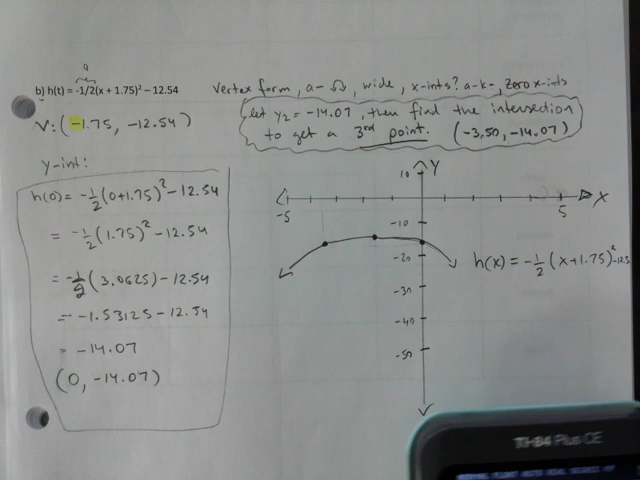 a
b) h(t) = -1/2(x + 1.75)² – 12.54
Vertex form, a-, wide, x-ints? a-k-, zero x-ints
V: (-1.75, -12.54)
let y₂ = -14.07, then find the intersection
to get a 3rd point. (-3.50, -14.07)
y-int:
h(0) = -1/2(0+1.75)² - 12.54
= -1/2(1.75)² - 12.54
= -1/2(3.0625) - 12.54
= -1.53125 - 12.54
= -14.07
(0, -14.07)
Y
10
-5
5
X
-10
-20
-30
-40
-50
h(x) = -1/2(x+1.75)² -12.5
TI-84 Plus CE